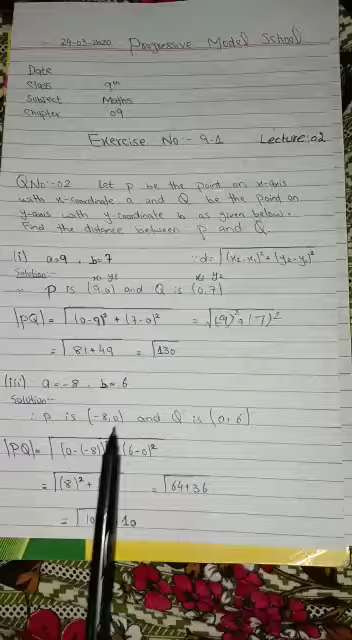 29-03-2020 Progressive Model School
Date
Class 9th
Subject Maths
Chapter 09
Exercise No:- 9.1 Lecture:02
QNo:-02 Let p be the point on x-axis
with x-coordinate a and Q be the point on
y-axis with y-coordinate b as given below.
Find the distance between p and Q.
(i) a=9, b=7 ∵d=√(x₂-x₁)²+(y₂-y₁)²
Solution:-
x₁ y₁ x₂ y₂
∵ p is (9,0) and Q is (0,7)
|PQ|=√(0-9)²+(7-0)² =√(-9)²+(7)²
=√81+49 =√130
(iii) a=-8, b=6
Solution:-
∴ p is (-8,0) and Q is (0,6)
|PQ|=√(0-(-8))² (6-0)²
=√(8)²+ =√64+36
=√10 10